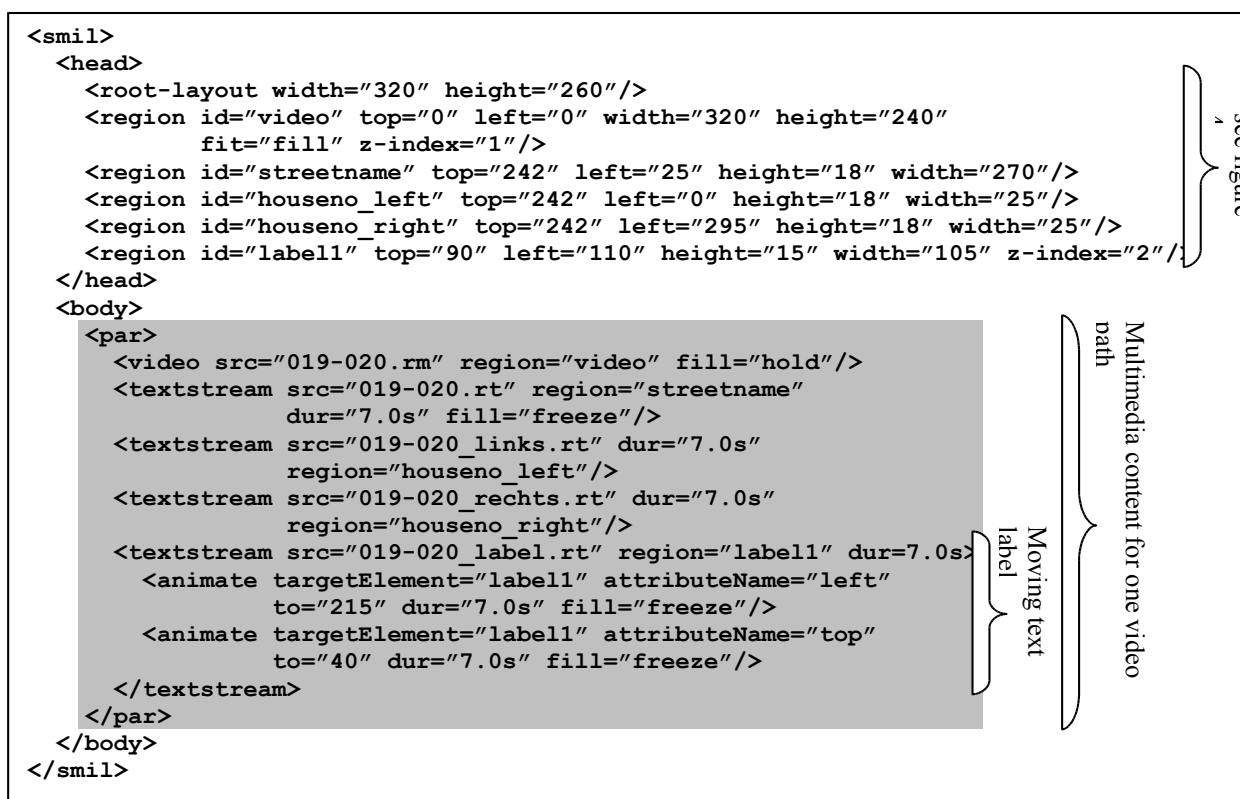 <smil>
<head>
<root-layout width="320" height="260"/>
<region id="video" top="0" left="0" width="320" height="240"
fit="fill" z-index="1"/>
<region id="streetname" top="242" left="25" height="18" width="270"/>
<region id="houseno_left" top="242" left="0" height="18" width="25"/>
<region id="houseno_right" top="242" left="295" height="18" width="25"/>
<region id="label1" top="90" left="110" height="15" width="105" z-index="2"/
</head>
<body>
<par>
<video src="019-020.rm" region="video" fill="hold"/>
<textstream src="019-020.rt" region="streetname"
dur="7.0s" fill="freeze"/>
<textstream src="019-020_links.rt" dur="7.0s"
region="houseno_left"/>
<textstream src="019-020_rechts.rt" dur="7.0s"
region="houseno_right"/>
<textstream src="019-020_label.rt" region="label1" dur=7.0s>
<animate targetElement="label1" attributeName="left"
to="215" dur="7.0s" fill="freeze"/>
<animate targetElement="label1" attributeName="top"
to="40" dur="7.0s" fill="freeze"/>
</textstream>
</par>
</body>
</smil>
see figure
Moving text
label
Multimedia content for one video
path